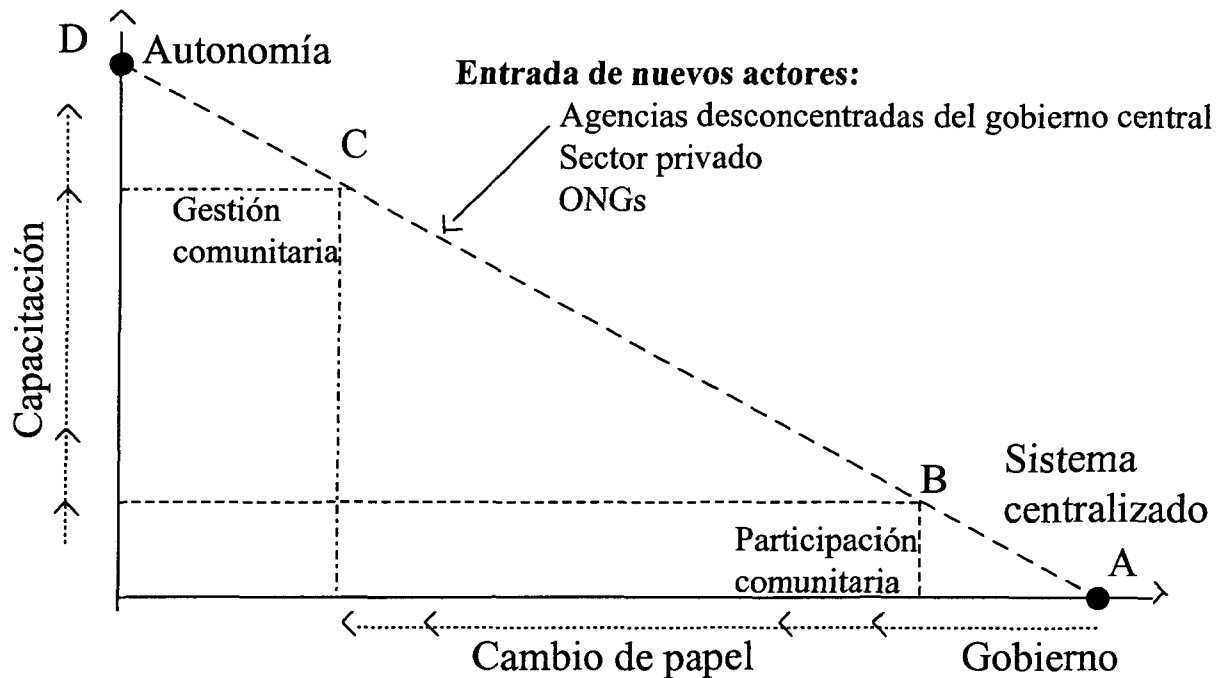 D
Autonomía
Entrada de nuevos actores:
Agencias desconcentradas del gobierno central
Sector privado
ONGs
C
Gestión
comunitaria
Capacitación
B
Sistema
centralizado
Participación
comunitaria
A
Cambio de papel
Gobierno